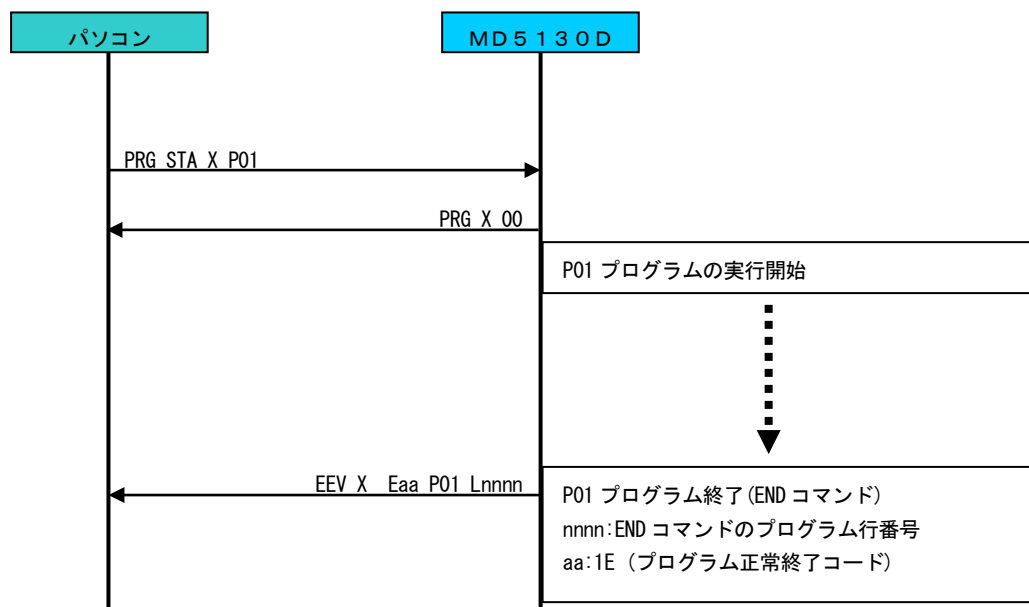 パソコン
MD5130D
PRG STA X P01
PRG X 00
P01 プログラムの実行開始
EEV X  Eaa P01 Lnnnn
P01 プログラム終了(END コマンド)
nnnn:END コマンドのプログラム行番号
aa:1E (プログラム正常終了コード)